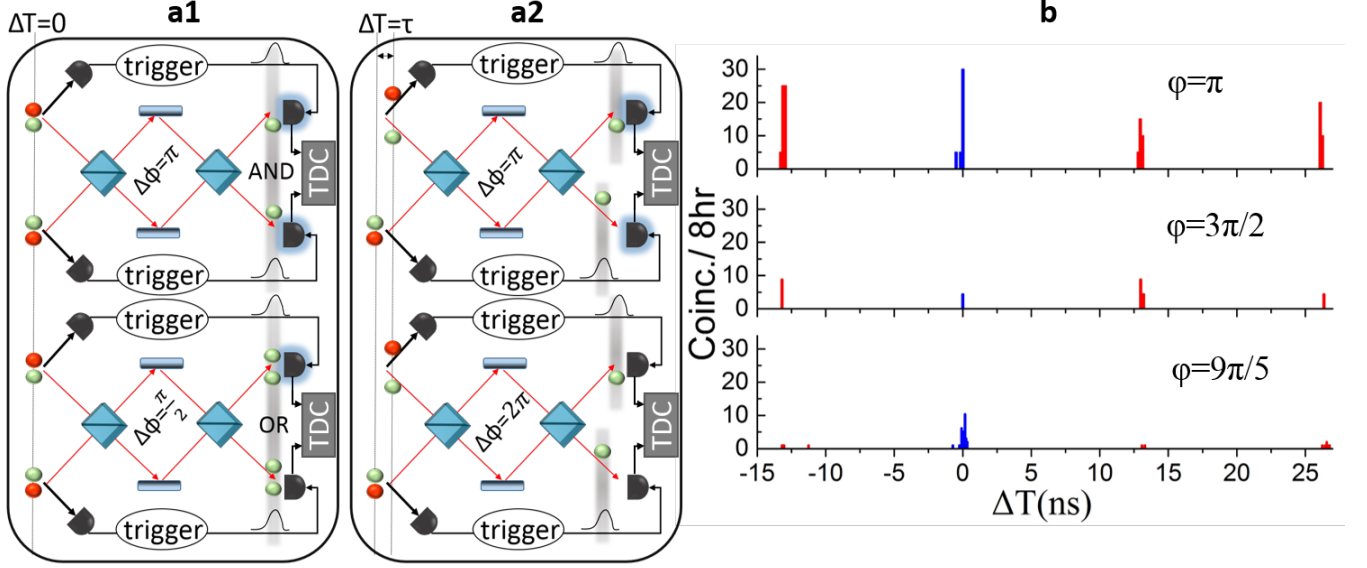 a1
a2
b
ΔT=0
ΔT=τ
trigger
Δϕ=π
AND
TDC
trigger
trigger
Δϕ=π/2
OR
TDC
trigger
trigger
Δϕ=π
TDC
trigger
trigger
Δϕ=2π
TDC
trigger
Coinc./ 8hr
30
20
10
0
φ=π
30
20
10
0
φ=3π/2
30
20
10
0
φ=9π/5
-15 -10 -5 0 5 10 15 20 25
ΔT(ns)